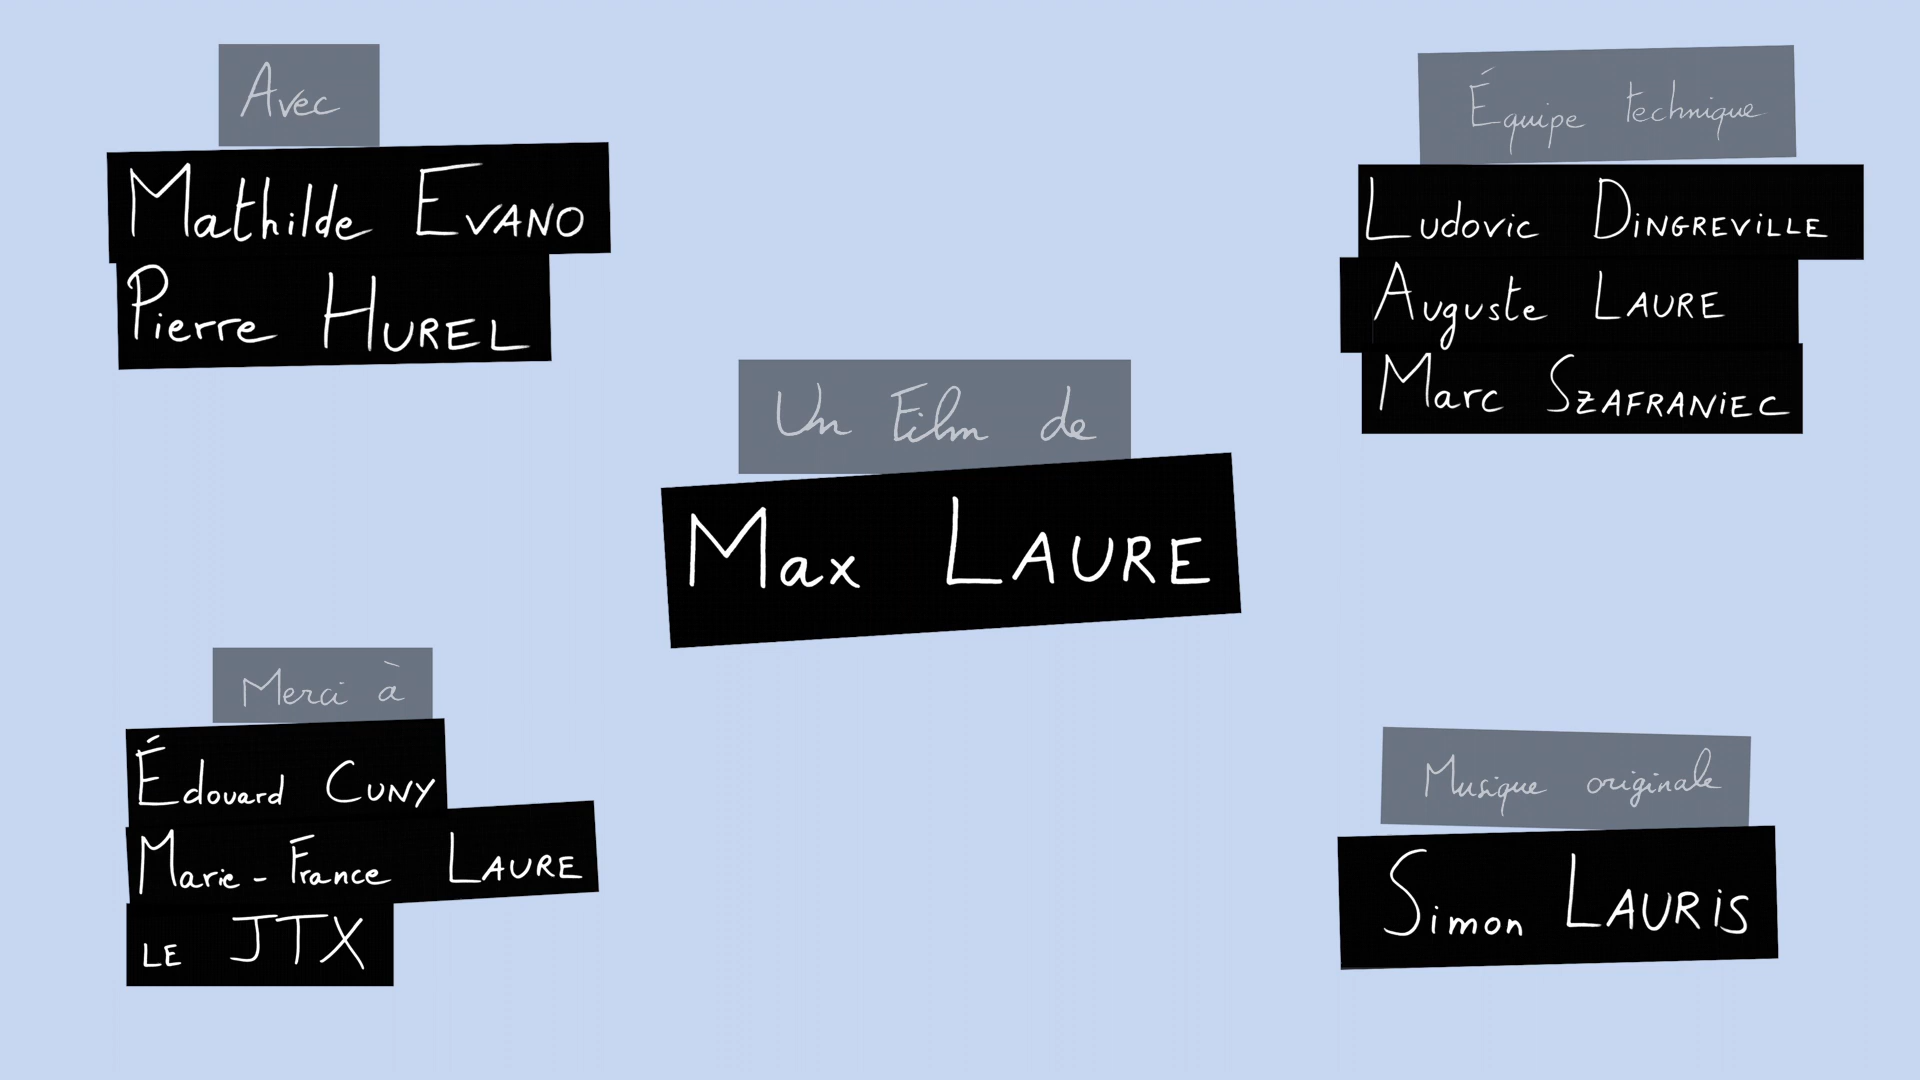 Avec
Mathilde EVANO
Pierre HUREL
Équipe technique
Ludovic DINGREVILLE
Auguste LAURE
Marc SZAFRANIEC
Un Film de
Max LAURE
Merci à
Édouard CUNY
Marie-France LAURE
LE JTX
Musique originale
Simon LAURIS